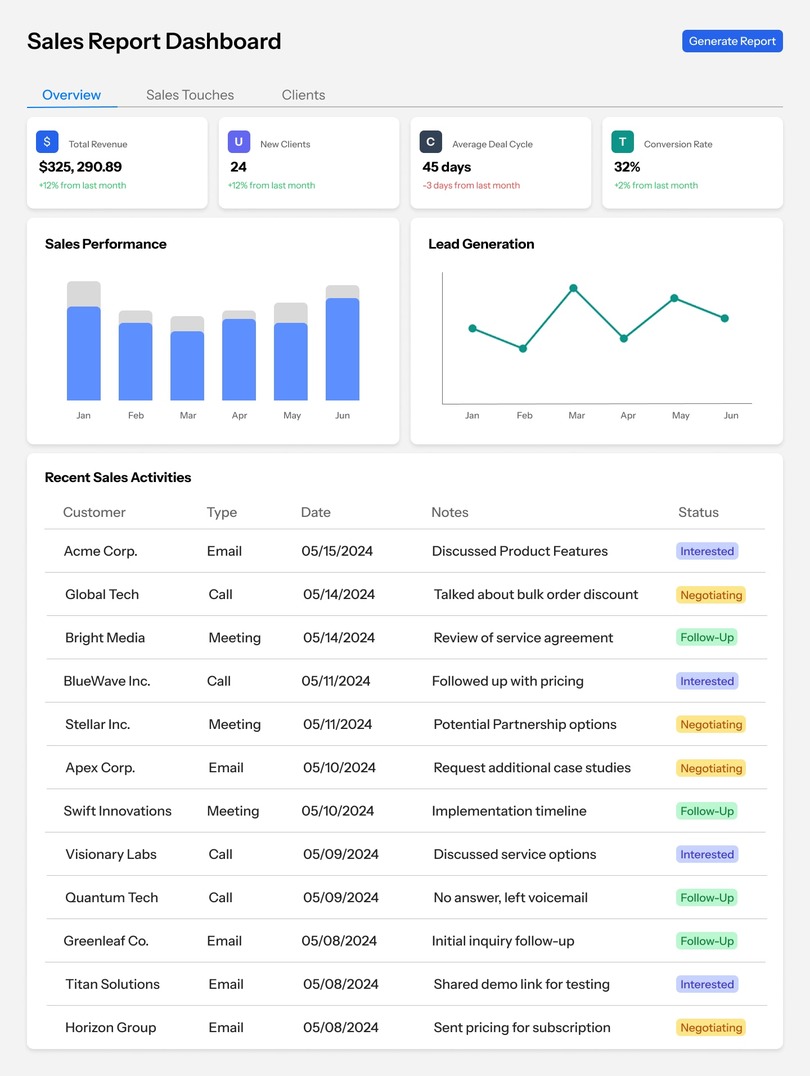 Sales Report Dashboard
Generate Report
Overview Sales Touches Clients
$ Total Revenue
$325, 290.89
+12% from last month
U New Clients
24
+12% from last month
C Average Deal Cycle
45 days
-3 days from last month
T Conversion Rate
32%
+2% from last month
Sales Performance
Jan Feb Mar Apr May Jun
Lead Generation
Jan Feb Mar Apr May Jun
Recent Sales Activities
Customer Type Date Notes Status
Acme Corp. Email 05/15/2024 Discussed Product Features Interested
Global Tech Call 05/14/2024 Talked about bulk order discount Negotiating
Bright Media Meeting 05/14/2024 Review of service agreement Follow-Up
BlueWave Inc. Call 05/11/2024 Followed up with pricing Interested
Stellar Inc. Meeting 05/11/2024 Potential Partnership options Negotiating
Apex Corp. Email 05/10/2024 Request additional case studies Negotiating
Swift Innovations Meeting 05/10/2024 Implementation timeline Follow-Up
Visionary Labs Call 05/09/2024 Discussed service options Interested
Quantum Tech Call 05/09/2024 No answer, left voicemail Follow-Up
Greenleaf Co. Email 05/08/2024 Initial inquiry follow-up Follow-Up
Titan Solutions Email 05/08/2024 Shared demo link for testing Interested
Horizon Group Email 05/08/2024 Sent pricing for subscription Negotiating